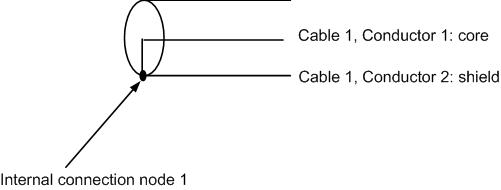 Cable 1, Conductor 1: core
Cable 1, Conductor 2: shield
Internal connection node 1